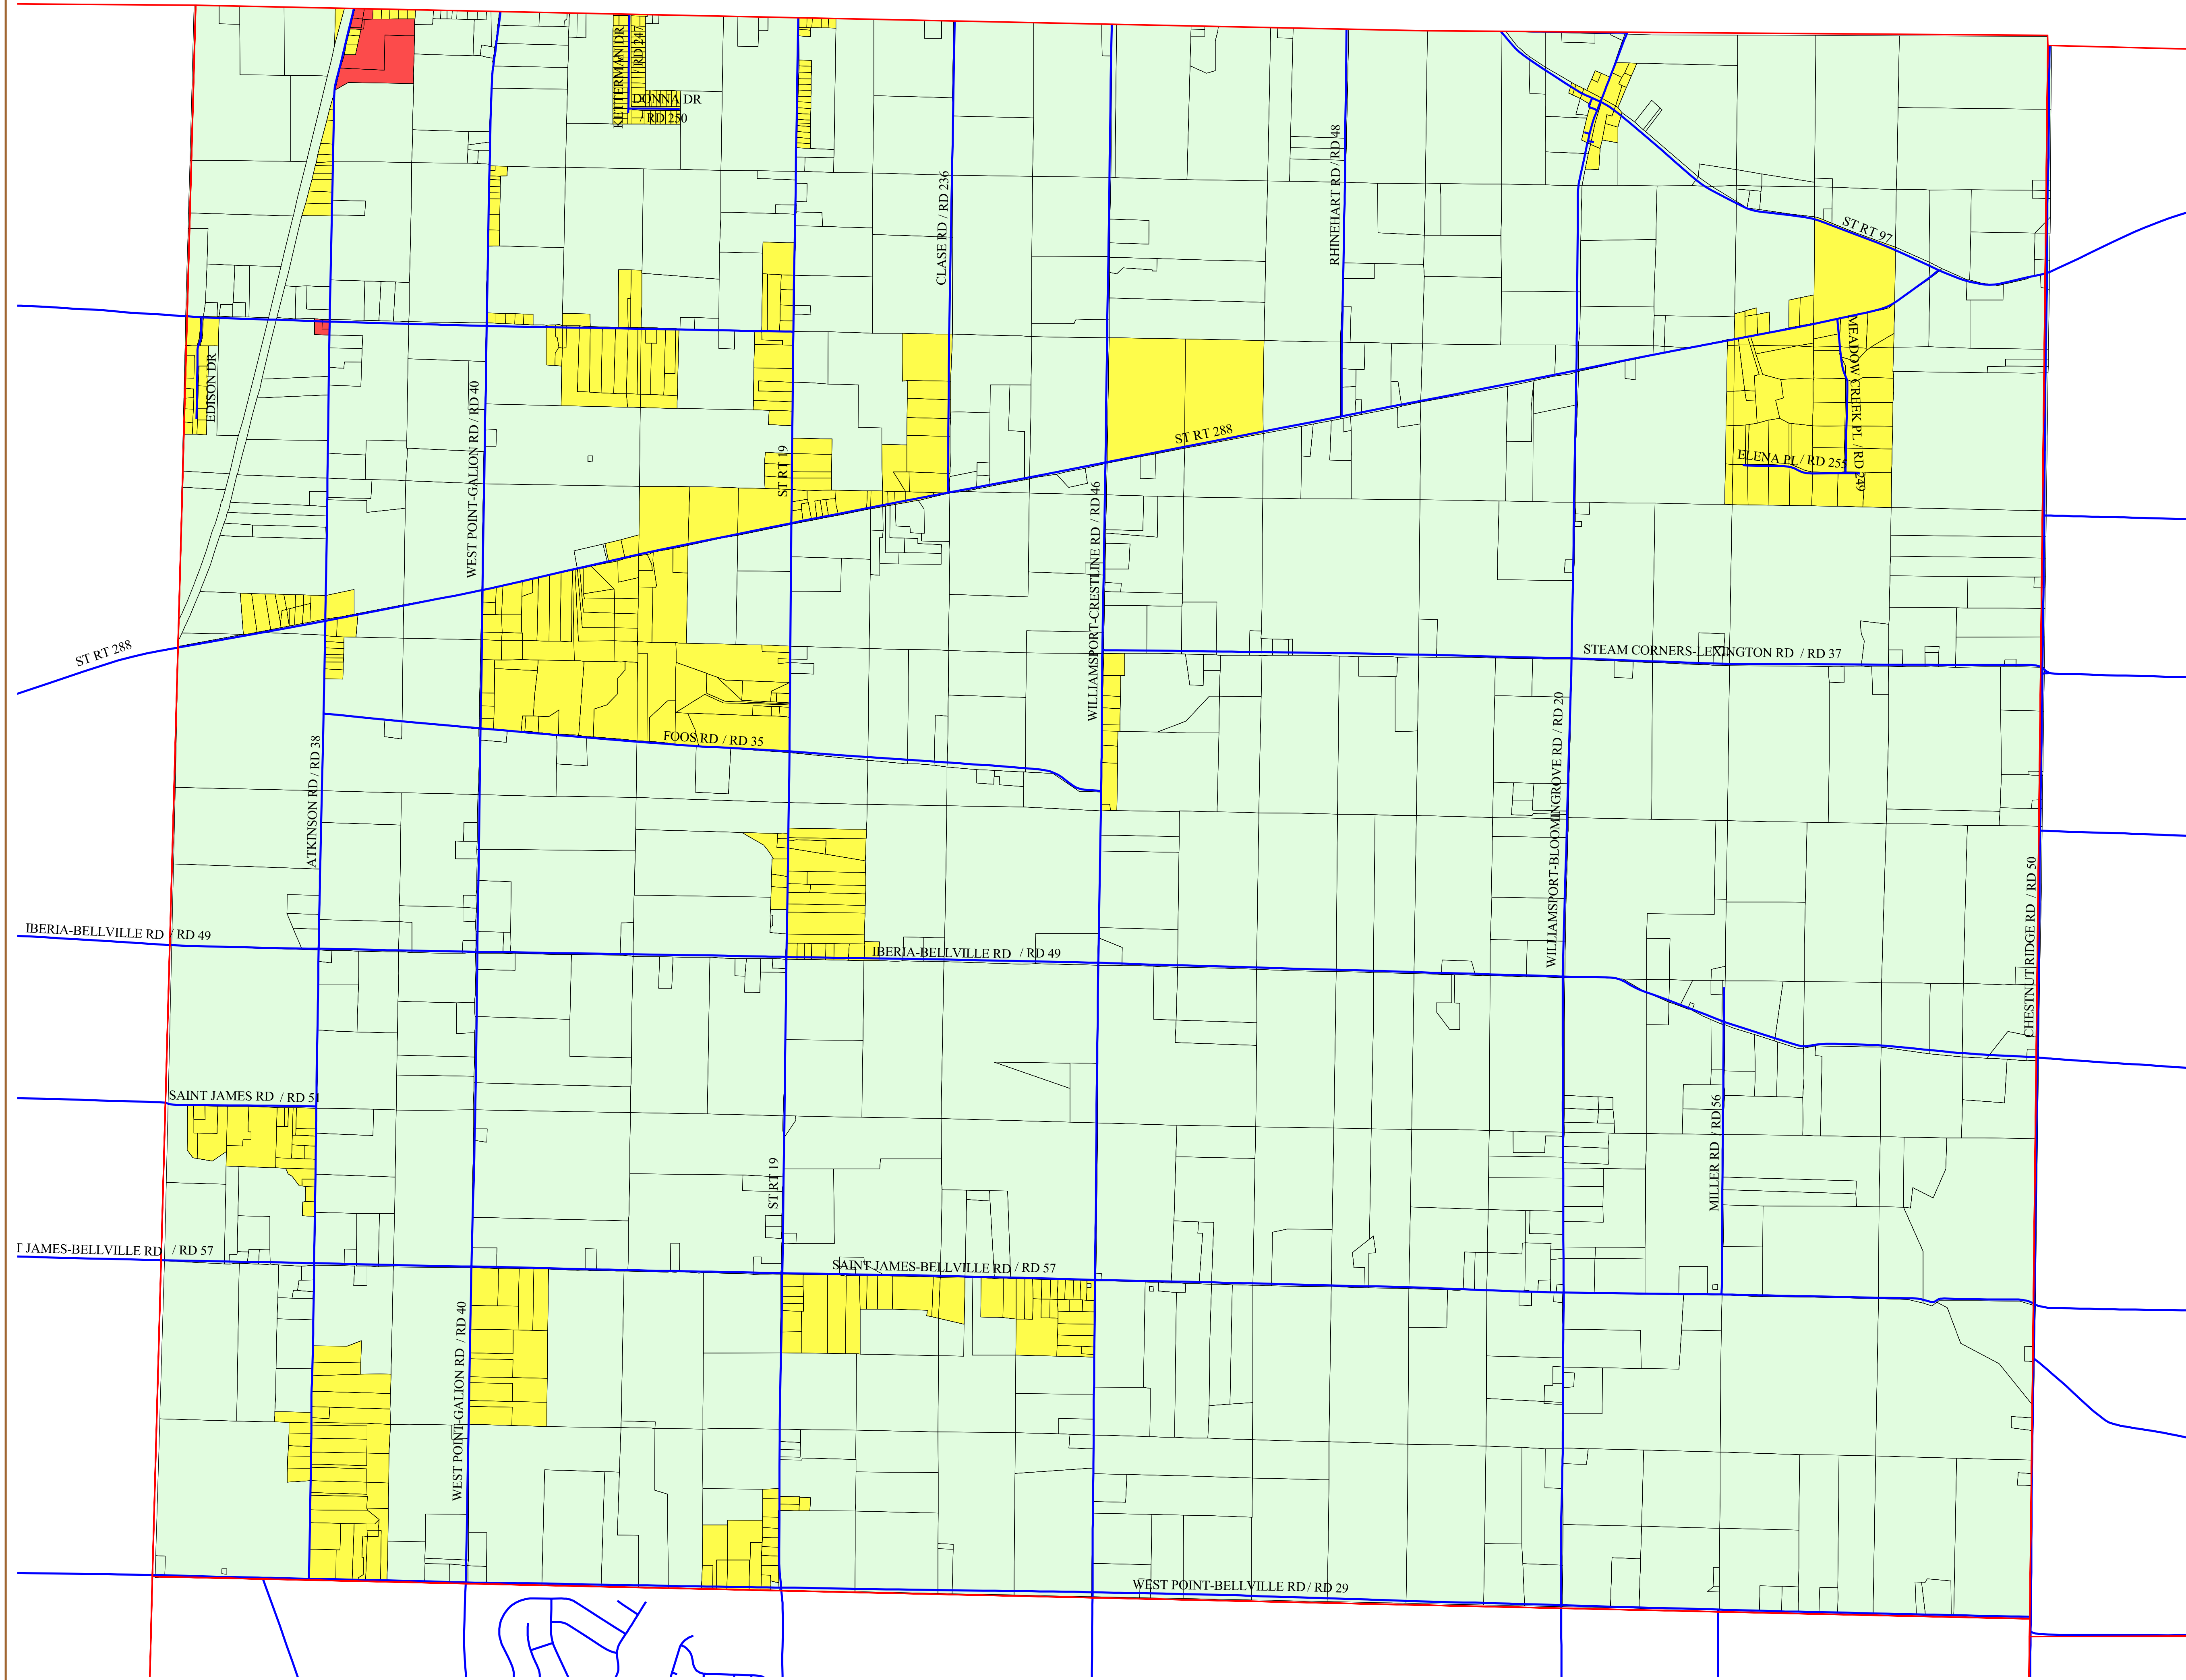 KETTERMAN DR
/ RD 247
DONNA DR
/ RD 250
RHINEHART RD / RD 48
CLASE RD / RD 236
ST RT 97
EDISON DR
MEADOW CREEK PL / RD 249
WEST POINT-GALION RD / RD 40
ST RT 19
ST RT 288
ELENA PL / RD 255
WILLIAMSPORT-CRESTLINE RD / RD 46
ST RT 288
STEAM CORNERS-LEXINGTON RD / RD 37
WILLIAMSPORT-BLOOMINGROVE RD / RD 20
FOOS RD / RD 35
ATKINSON RD / RD 38
CHESTNUT RIDGE RD / RD 50
IBERIA-BELLVILLE RD / RD 49
IBERIA-BELLVILLE RD / RD 49
SAINT JAMES RD / RD 51
MILLER RD / RD 56
ST RT 19
T JAMES-BELLVILLE RD / RD 57
SAINT JAMES-BELLVILLE RD / RD 57
WEST POINT-GALION RD / RD 40
WEST POINT-BELLVILLE RD / RD 29